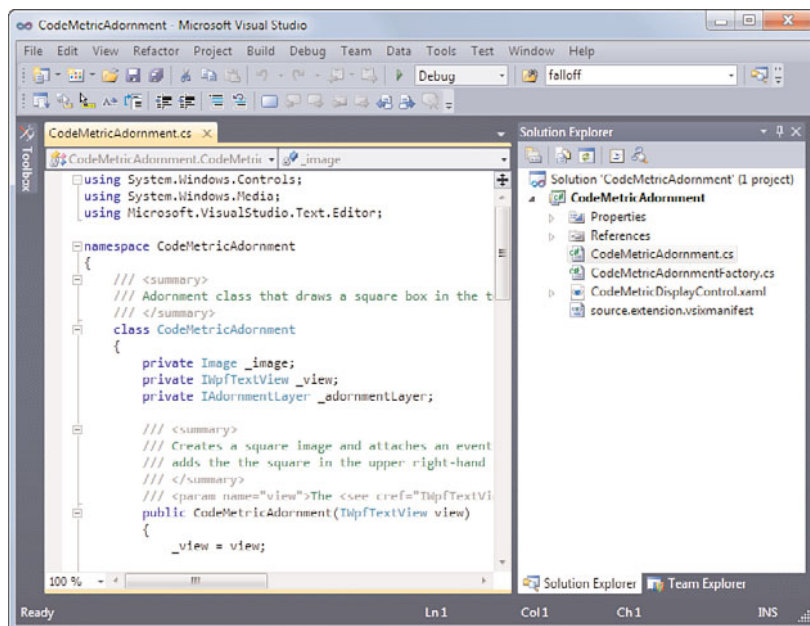 CodeMetricAdornment - Microsoft Visual Studio
File Edit View Refactor Project Build Debug Team Data Tools Test Window Help
Debug falloff
Toolbox
CodeMetricAdornment.cs
CodeMetricAdornment.CodeMetric _image
using System.Windows.Controls;
using System.Windows.Media;
using Microsoft.VisualStudio.Text.Editor;
namespace CodeMetricAdornment
{
/// <summary>
/// Adornment class that draws a square box in the t
/// </summary>
class CodeMetricAdornment
{
private Image _image;
private IWpfTextView _view;
private IAdornmentLayer _adornmentLayer;
/// <summary>
/// Creates a square image and attaches an event
/// adds the the square in the upper right-hand
/// </summary>
/// <param name="view">The <see cref="IWpfTextVi
public CodeMetricAdornment(IWpfTextView view)
{
_view = view;
100 %
Solution Explorer
Solution 'CodeMetricAdornment' (1 project)
CodeMetricAdornment
Properties
References
CodeMetricAdornment.cs
CodeMetricAdornmentFactory.cs
CodeMetricDisplayControl.xaml
source.extension.vsixmanifest
Solution Explorer Team Explorer
Ready Ln 1 Col 1 Ch 1 INS